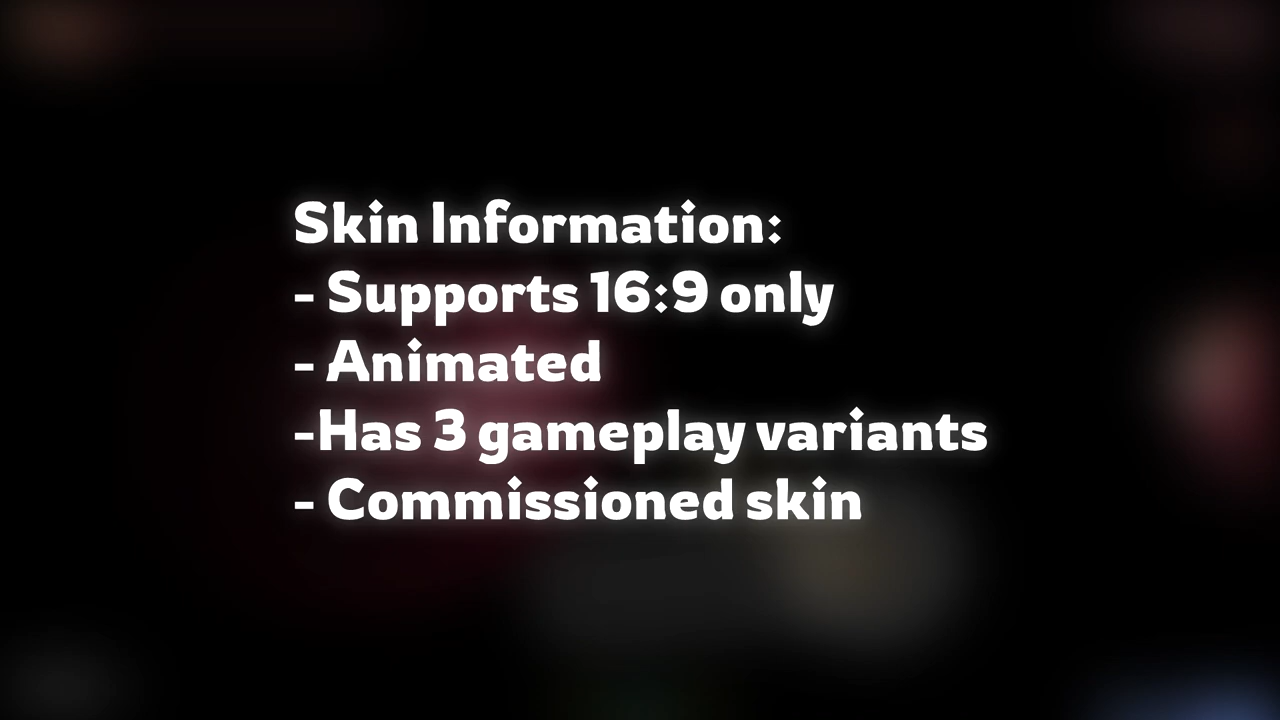 Skin Information:
- Supports 16:9 only
- Animated
-Has 3 gameplay variants
- Commissioned skin